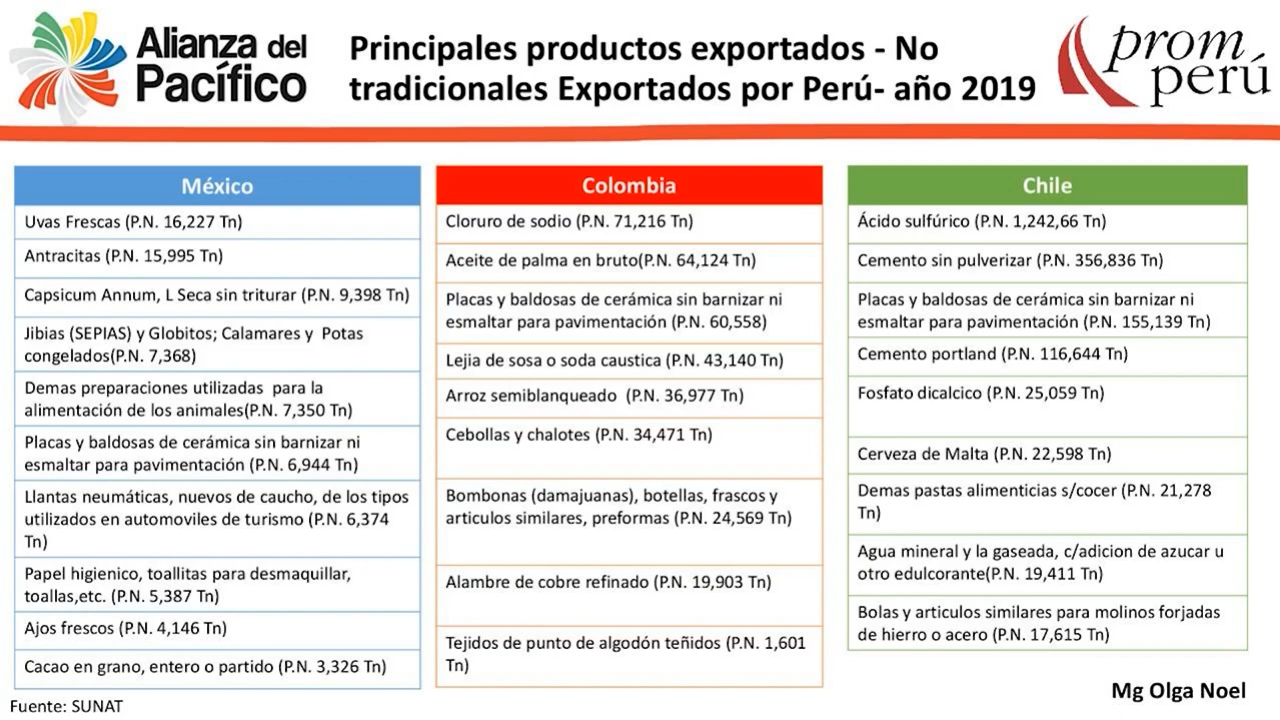 Alianza del
Pacífico
Principales productos exportados - No
tradicionales Exportados por Perú- año 2019
prom
perú
México
Uvas Frescas (P.N. 16,227 Tn)
Antracitas (P.N. 15,995 Tn)
Capsicum Annum, L Seca sin triturar (P.N. 9,398 Tn)
Jibias (SEPIAS) y Globitos; Calamares y Potas
congelados(P.N. 7,368)
Demas preparaciones utilizadas para la
alimentación de los animales(P.N. 7,350 Tn)
Placas y baldosas de cerámica sin barnizar ni
esmaltar para pavimentación (P.N. 6,944 Tn)
Llantas neumáticas, nuevos de caucho, de los tipos
utilizados en automoviles de turismo (P.N. 6,374
Tn)
Papel higienico, toallitas para desmaquillar,
toallas,etc. (P.N. 5,387 Tn)
Ajos frescos (P.N. 4,146 Tn)
Cacao en grano, entero o partido (P.N. 3,326 Tn)
Colombia
Cloruro de sodio (P.N. 71,216 Tn)
Aceite de palma en bruto(P.N. 64,124 Tn)
Placas y baldosas de cerámica sin barnizar ni
esmaltar para pavimentación (P.N. 60,558)
Lejia de sosa o soda caustica (P.N. 43,140 Tn)
Arroz semiblanqueado (P.N. 36,977 Tn)
Cebollas y chalotes (P.N. 34,471 Tn)
Bombonas (damajuanas), botellas, frascos y
articulos similares, preformas (P.N. 24,569 Tn)
Alambre de cobre refinado (P.N. 19,903 Tn)
Tejidos de punto de algodón teñidos (P.N. 1,601
Tn)
Chile
Ácido sulfúrico (P.N. 1,242,66 Tn)
Cemento sin pulverizar (P.N. 356,836 Tn)
Placas y baldosas de cerámica sin barnizar ni
esmaltar para pavimentación (P.N. 155,139 Tn)
Cemento portland (P.N. 116,644 Tn)
Fosfato dicalcico (P.N. 25,059 Tn)
Cerveza de Malta (P.N. 22,598 Tn)
Demas pastas alimenticias s/cocer (P.N. 21,278
Tn)
Agua mineral y la gaseada, c/adicion de azucar u
otro edulcorante(P.N. 19,411 Tn)
Bolas y articulos similares para molinos forjadas
de hierro o acero (P.N. 17,615 Tn)
Mg Olga Noel
Fuente: SUNAT